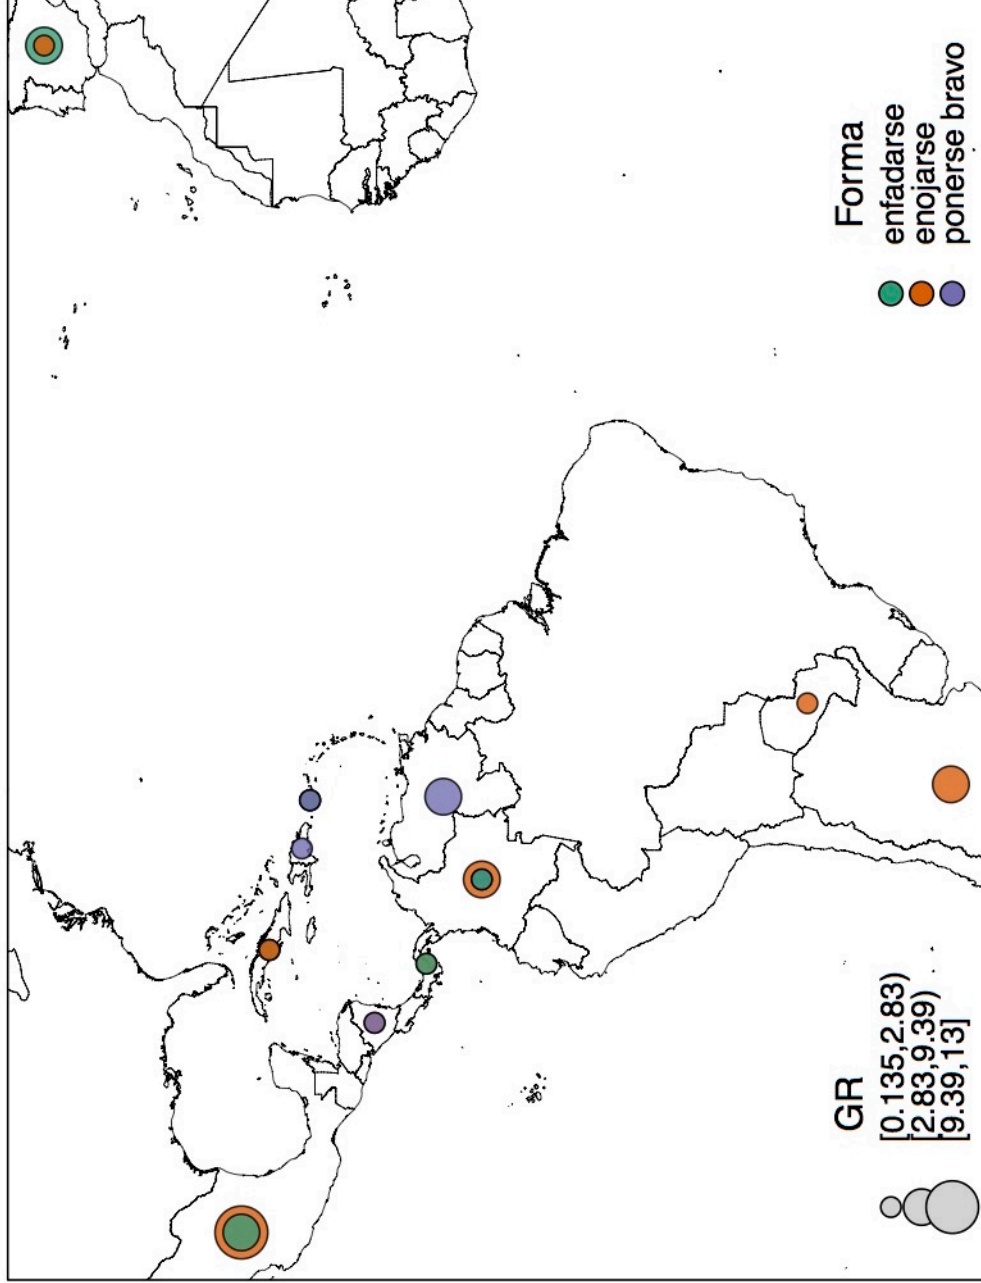 GR
[0.135,2.83)
[2.83,9.39)
[9.39,13]
Forma
enfadarse
enojarse
ponerse bravo